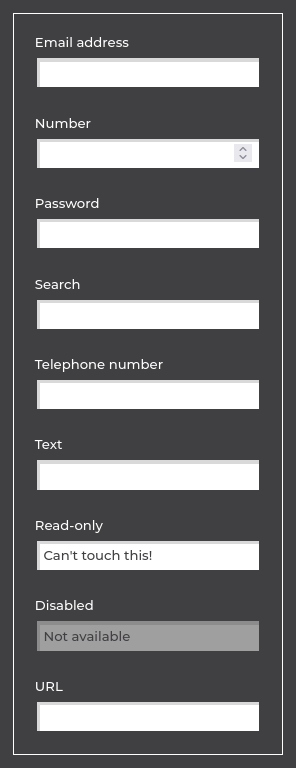 Email address
Number
Password
Search
Telephone number
Text
Read-only
Can't touch this!
Disabled
Not available
URL